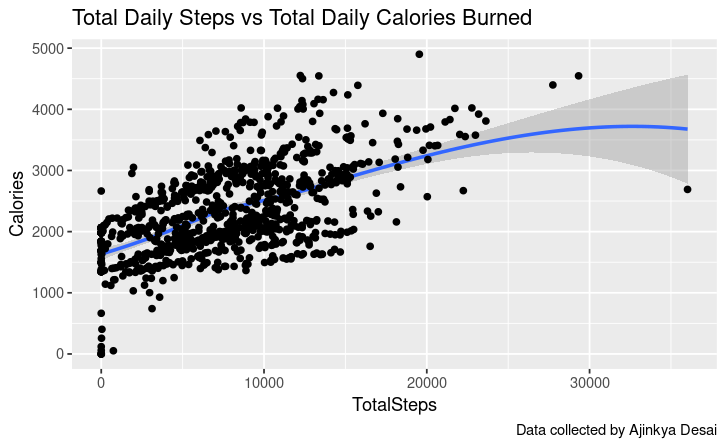 Total Daily Steps vs Total Daily Calories Burned
Calories
5000
4000
3000
2000
1000
0
0 10000 20000 30000
TotalSteps
Data collected by Ajinkya Desai